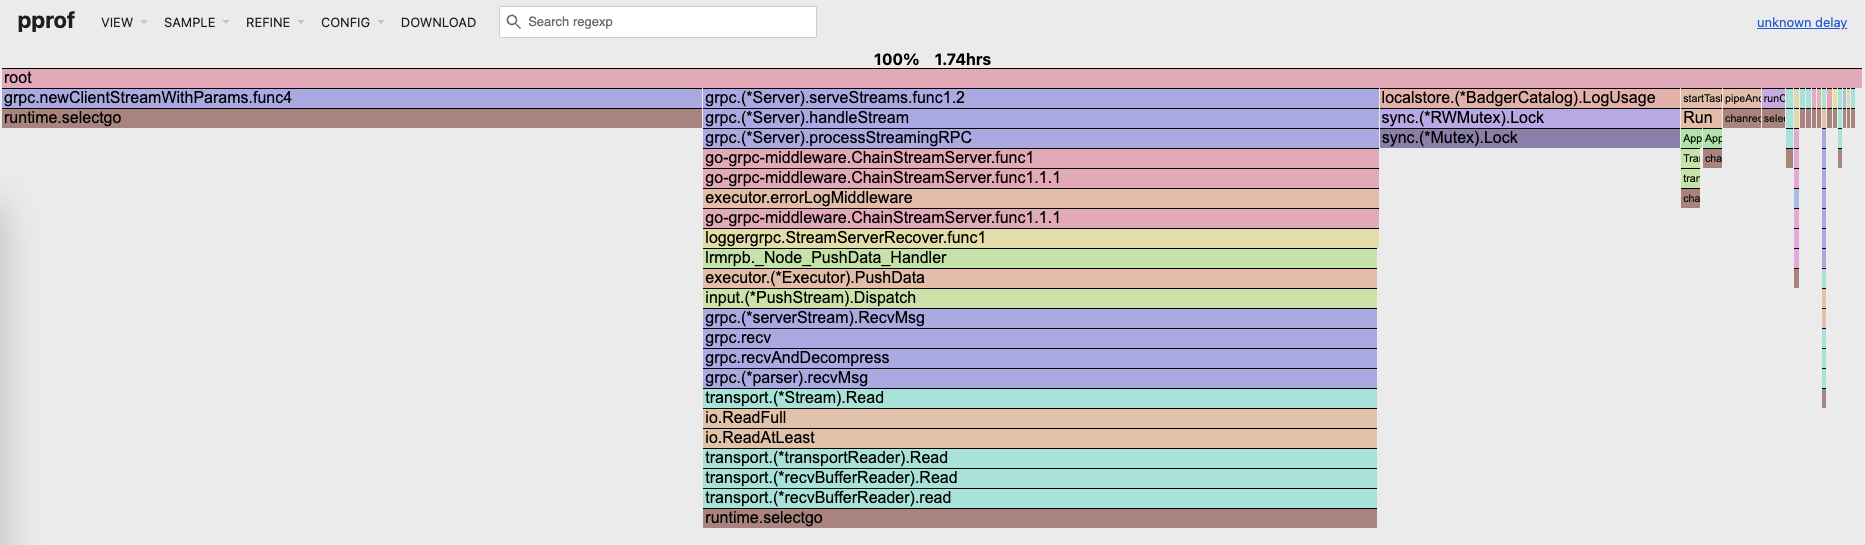 pprof VIEW SAMPLE REFINE CONFIG DOWNLOAD Search regexp unknown delay
100% 1.74hrs
root
grpc.newClientStreamWithParams.func4 grpc.(*Server).serveStreams.func1.2 localstore.(*BadgerCatalog).LogUsage startTasl pipeAnc runC
runtime.selectgo grpc.(*Server).handleStream sync.(*RWMutex).Lock Run chanrec selec
grpc.(*Server).processStreamingRPC sync.(*Mutex).Lock App App
go-grpc-middleware.ChainStreamServer.func1 Trai cha
go-grpc-middleware.ChainStreamServer.func1.1.1 tran
executor.errorLogMiddleware cha
go-grpc-middleware.ChainStreamServer.func1.1.1
loggergrpc.StreamServerRecover.func1
lrmrpb._Node_PushData_Handler
executor.(*Executor).PushData
input.(*PushStream).Dispatch
grpc.(*serverStream).RecvMsg
grpc.recv
grpc.recvAndDecompress
grpc.(*parser).recvMsg
transport.(*Stream).Read
io.ReadFull
io.ReadAtLeast
transport.(*transportReader).Read
transport.(*recvBufferReader).Read
transport.(*recvBufferReader).read
runtime.selectgo